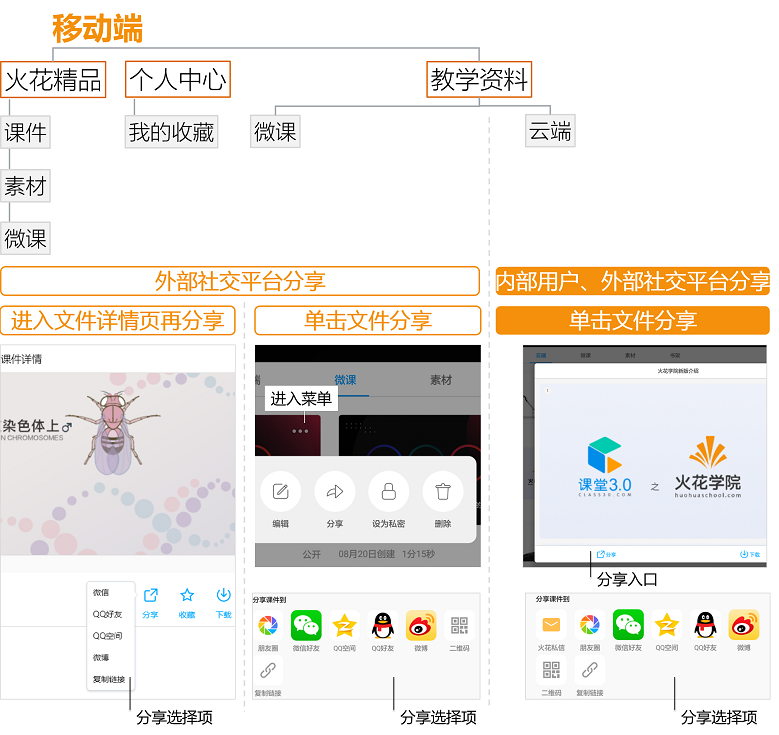 移动端
火花精品
个人中心
教学资料
课件
我的收藏
微课
云端
素材
微课
外部社交平台分享
内部用户、外部社交平台分享
进入文件详情页再分享
单击文件分享
单击文件分享
课件详情
染色体上♂
N CHROMOSOMES
微信
QQ好友
QQ空间
微博
复制链接
分享
收藏
下载
分享选择项
微课
素材
进入菜单
编辑
分享
设为私密
删除
公开 08月20日创建 1分15秒
分享课件到
朋友圈
微信好友
QQ空间
QQ好友
微博
二维码
复制链接
分享选择项
云端
微课
素材
火花学院新版介绍
课堂3.0
CLASS30.COM
之
火花学院
huohuaschool.com
分享
下载
分享入口
分享课件到
火花私信
朋友圈
微信好友
QQ空间
QQ好友
微博
二维码
复制链接
分享选择项